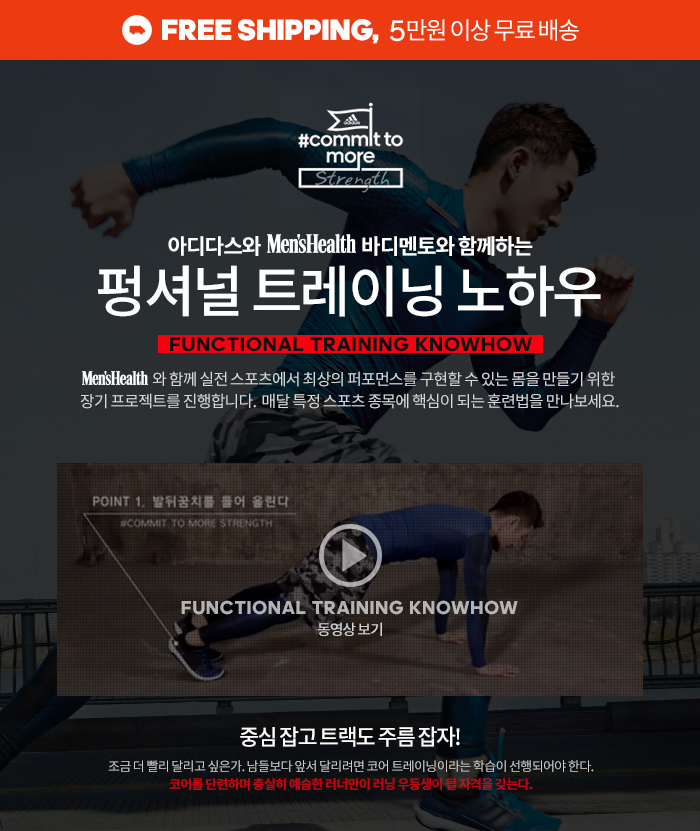 FREE SHIPPING, 5만원 이상 무료 배송
adidas
#commit to
more
Strength
아디다스와 Men'sHealth 바디멘토와 함께하는
펑셔널 트레이닝 노하우
FUNCTIONAL TRAINING KNOWHOW
Men'sHealth 와 함께 실전 스포츠에서 최상의 퍼포먼스를 구현할 수 있는 몸을 만들기 위한
장기 프로젝트를 진행합니다. 매달 특정 스포츠 종목에 핵심이 되는 훈련법을 만나보세요.
POINT 1. 발뒤꿈치를 들어 올린다
#COMMIT TO MORE STRENGTH
FUNCTIONAL TRAINING KNOWHOW
동영상 보기
중심 잡고 트랙도 주름 잡자!
조금 더 빨리 달리고 싶은가. 남들보다 앞서 달리려면 코어 트레이닝이라는 학습이 선행되어야 한다.
코어를 단련하며 충실히 예습한 러너만이 러닝 우등생이 될 자격을 갖는다.